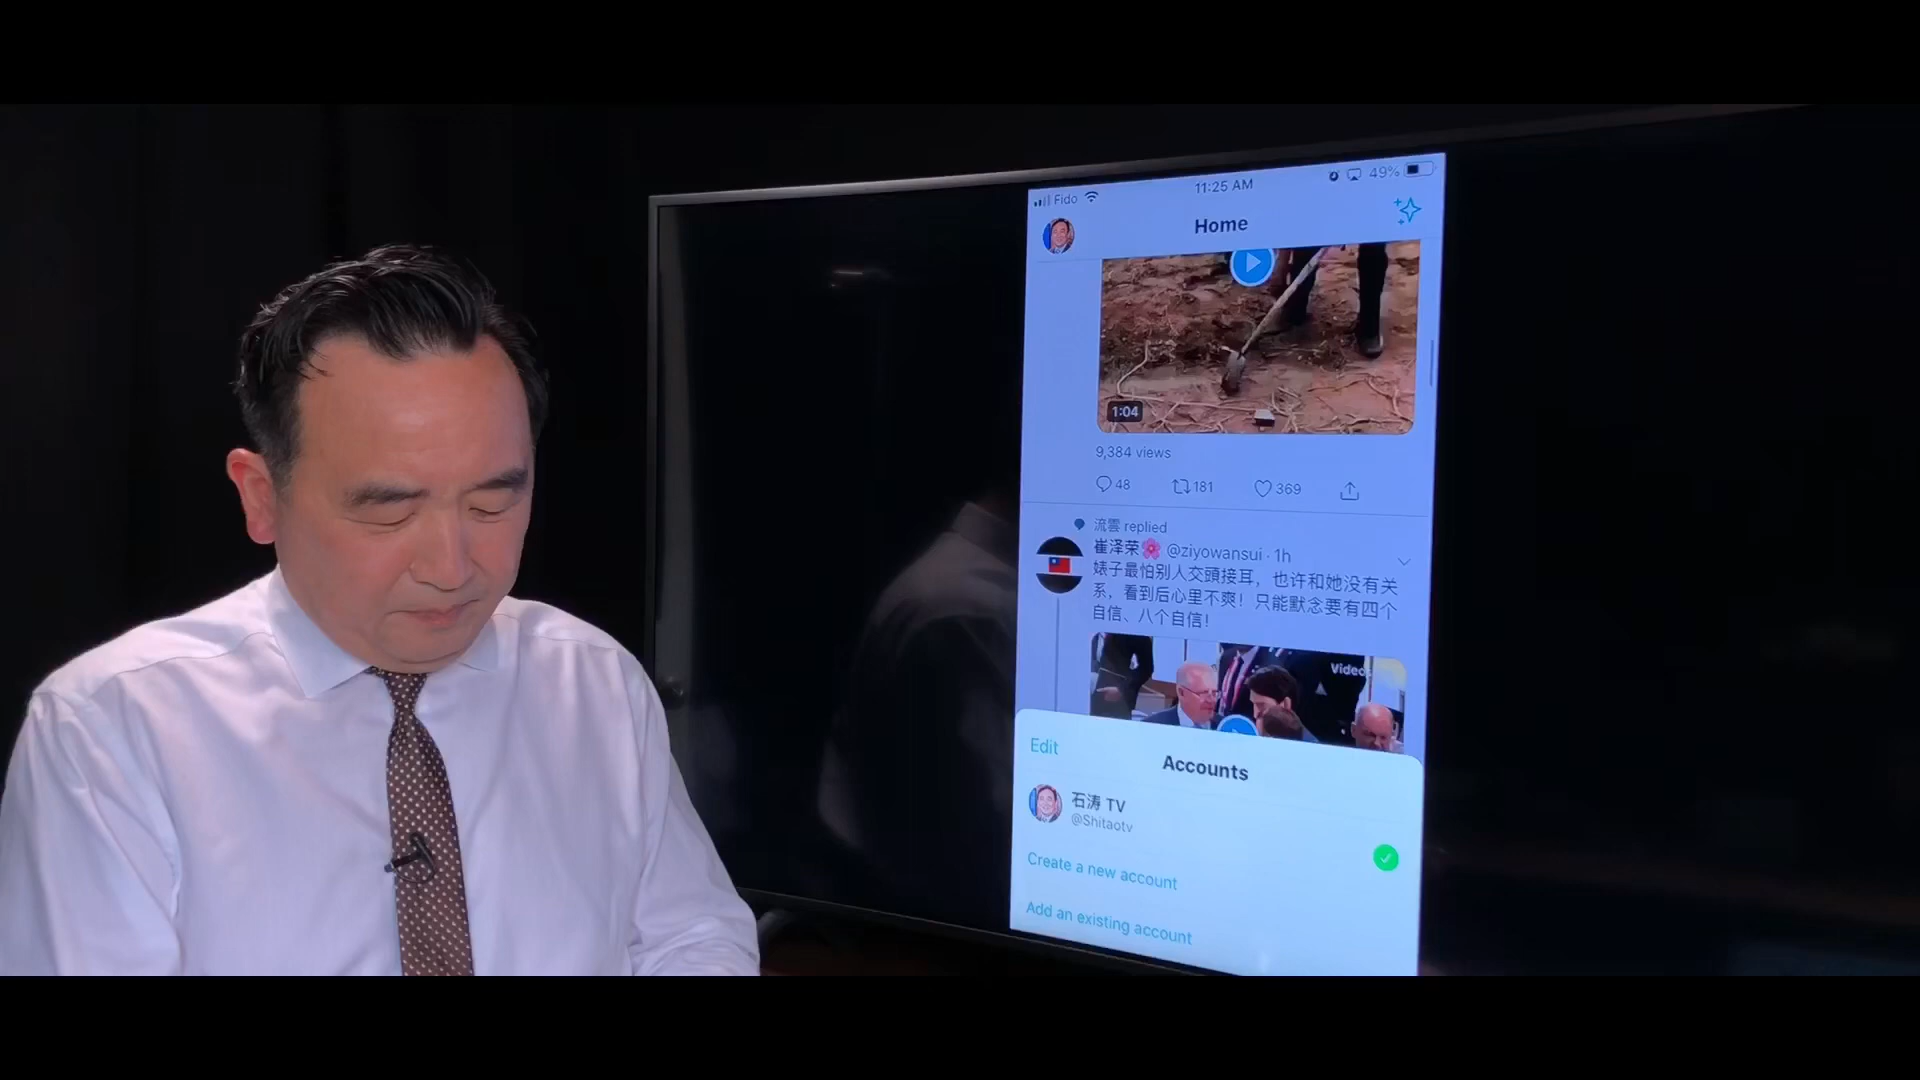 Fido
11:25 AM
49%
Home
1:04
9,384 views
48
181
369
流雲 replied
崔泽荣🌸 @ziyowansui · 1h
婊子最怕别人交頭接耳，也许和她没有关
系，看到后心里不爽！只能默念要有四个
自信、八个自信！
Video
Edit
Accounts
石涛 TV
@Shitaotv
Create a new account
Add an existing account